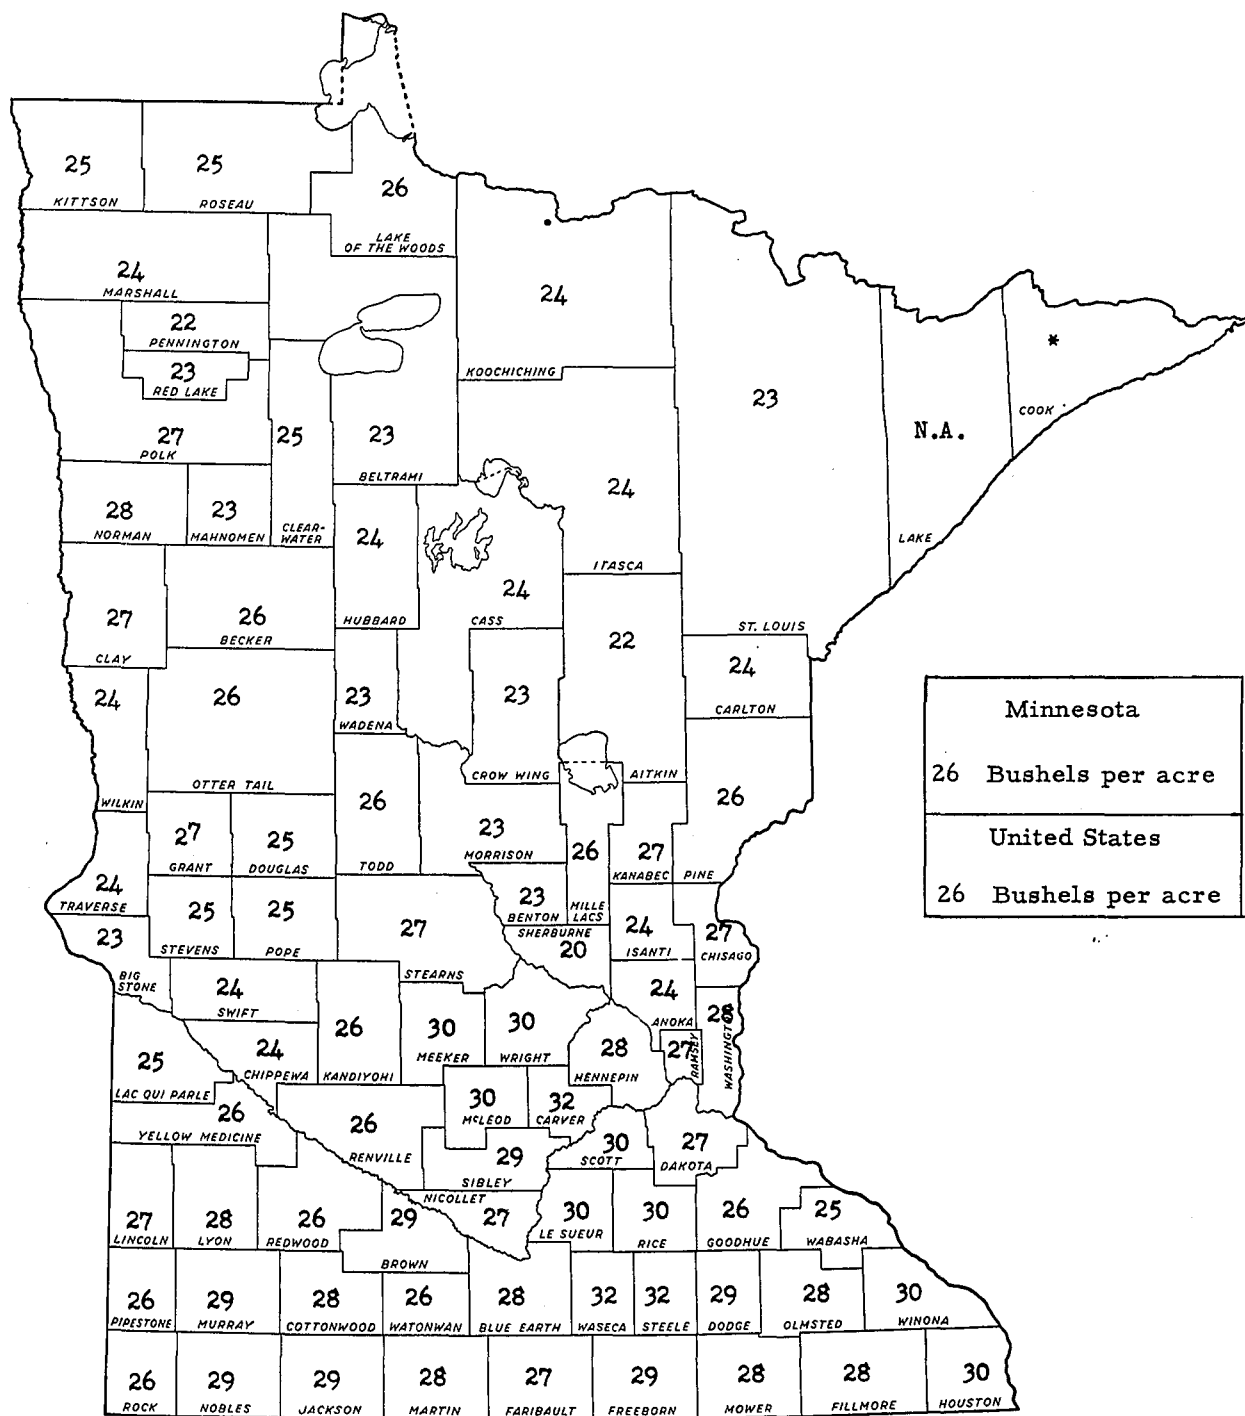 25
KITTSON
25
ROSEAU
26
LAKE
OF THE WOODS
24
MARSHALL
22
PENNINGTON
23
RED LAKE
27
POLK
25
CLEAR-
WATER
23
BELTRAMI
24
KOOCHICHING
23
ST. LOUIS
N.A.
LAKE
*
COOK
28
NORMAN
23
MAHNOMEN
24
HUBBARD
24
CASS
24
ITASCA
27
CLAY
26
BECKER
22
AITKIN
24
CARLTON
24
WILKIN
26
OTTER TAIL
23
WADENA
23
CROW WING
26
TODD
23
MORRISON
26
MILLE
LACS
27
KANABEC
26
PINE
Minnesota
26 Bushels per acre
United States
26 Bushels per acre
27
GRANT
25
DOUGLAS
24
TRAVERSE
25
STEVENS
25
POPE
27
STEARNS
23
BENTON
SHERBURNE
20
24
ISANTI
27
CHISAGO
23
BIG
STONE
24
SWIFT
26
KANDIYOHI
30
MEEKER
30
WRIGHT
24
ANOKA
28
WASHINGTON
27
RAMSEY
28
HENNEPIN
25
LAC QUI PARLE
24
CHIPPEWA
26
YELLOW MEDICINE
26
RENVILLE
30
McLEOD
32
CARVER
30
SCOTT
27
DAKOTA
29
SIBLEY
NICOLLET
27
27
LINCOLN
28
LYON
26
REDWOOD
29
BROWN
30
LE SUEUR
30
RICE
26
GOODHUE
25
WABASHA
26
PIPESTONE
29
MURRAY
28
COTTONWOOD
26
WATONWAN
28
BLUE EARTH
32
WASECA
32
STEELE
29
DODGE
28
OLMSTED
30
WINONA
26
ROCK
29
NOBLES
29
JACKSON
28
MARTIN
27
FARIBAULT
29
FREEBORN
28
MOWER
28
FILLMORE
30
HOUSTON